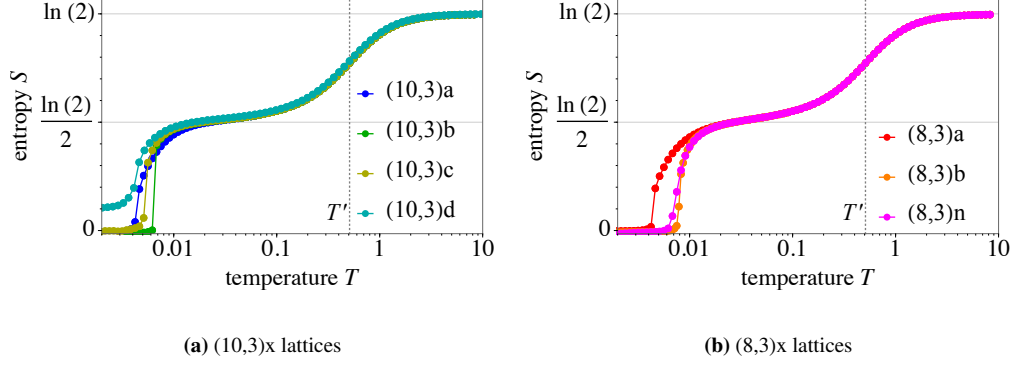 ln (2)
ln (2)
2
0
entropy S
0.01
0.1
1
10
temperature T
T′
(10,3)a
(10,3)b
(10,3)c
(10,3)d
(a) (10,3)x lattices
ln (2)
ln (2)
2
0
entropy S
0.01
0.1
1
10
temperature T
T′
(8,3)a
(8,3)b
(8,3)n
(b) (8,3)x lattices